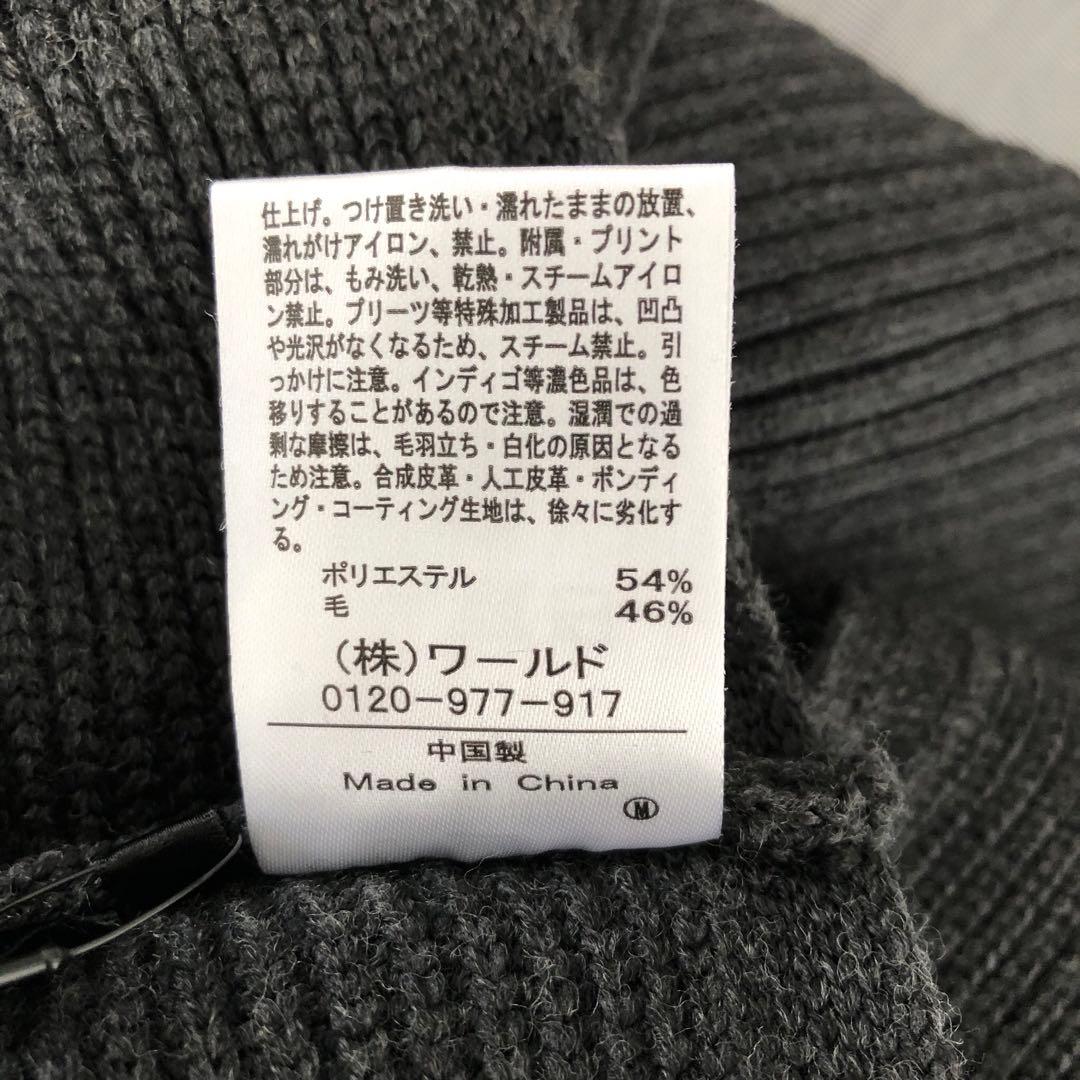 仕上げ。つけ置き洗い・濡れたままの放置、
濡れがけアイロン、禁止。附属・プリント
部分は、もみ洗い、乾熱・スチームアイロ
ン禁止。プリーツ等特殊加工製品は、凹凸
や光沢がなくなるため、スチーム禁止。引
っかけに注意。インディゴ等濃色品は、色
移りすることがあるので注意。湿潤での過
剰な摩擦は、毛羽立ち・白化の原因となる
ため注意。合成皮革・人工皮革・ボンディ
ング・コーティング生地は、徐々に劣化す
る。
ポリエステル 54%
毛 46%
(株)ワールド
0120-977-917
中国製
Made in China
Ⓜ